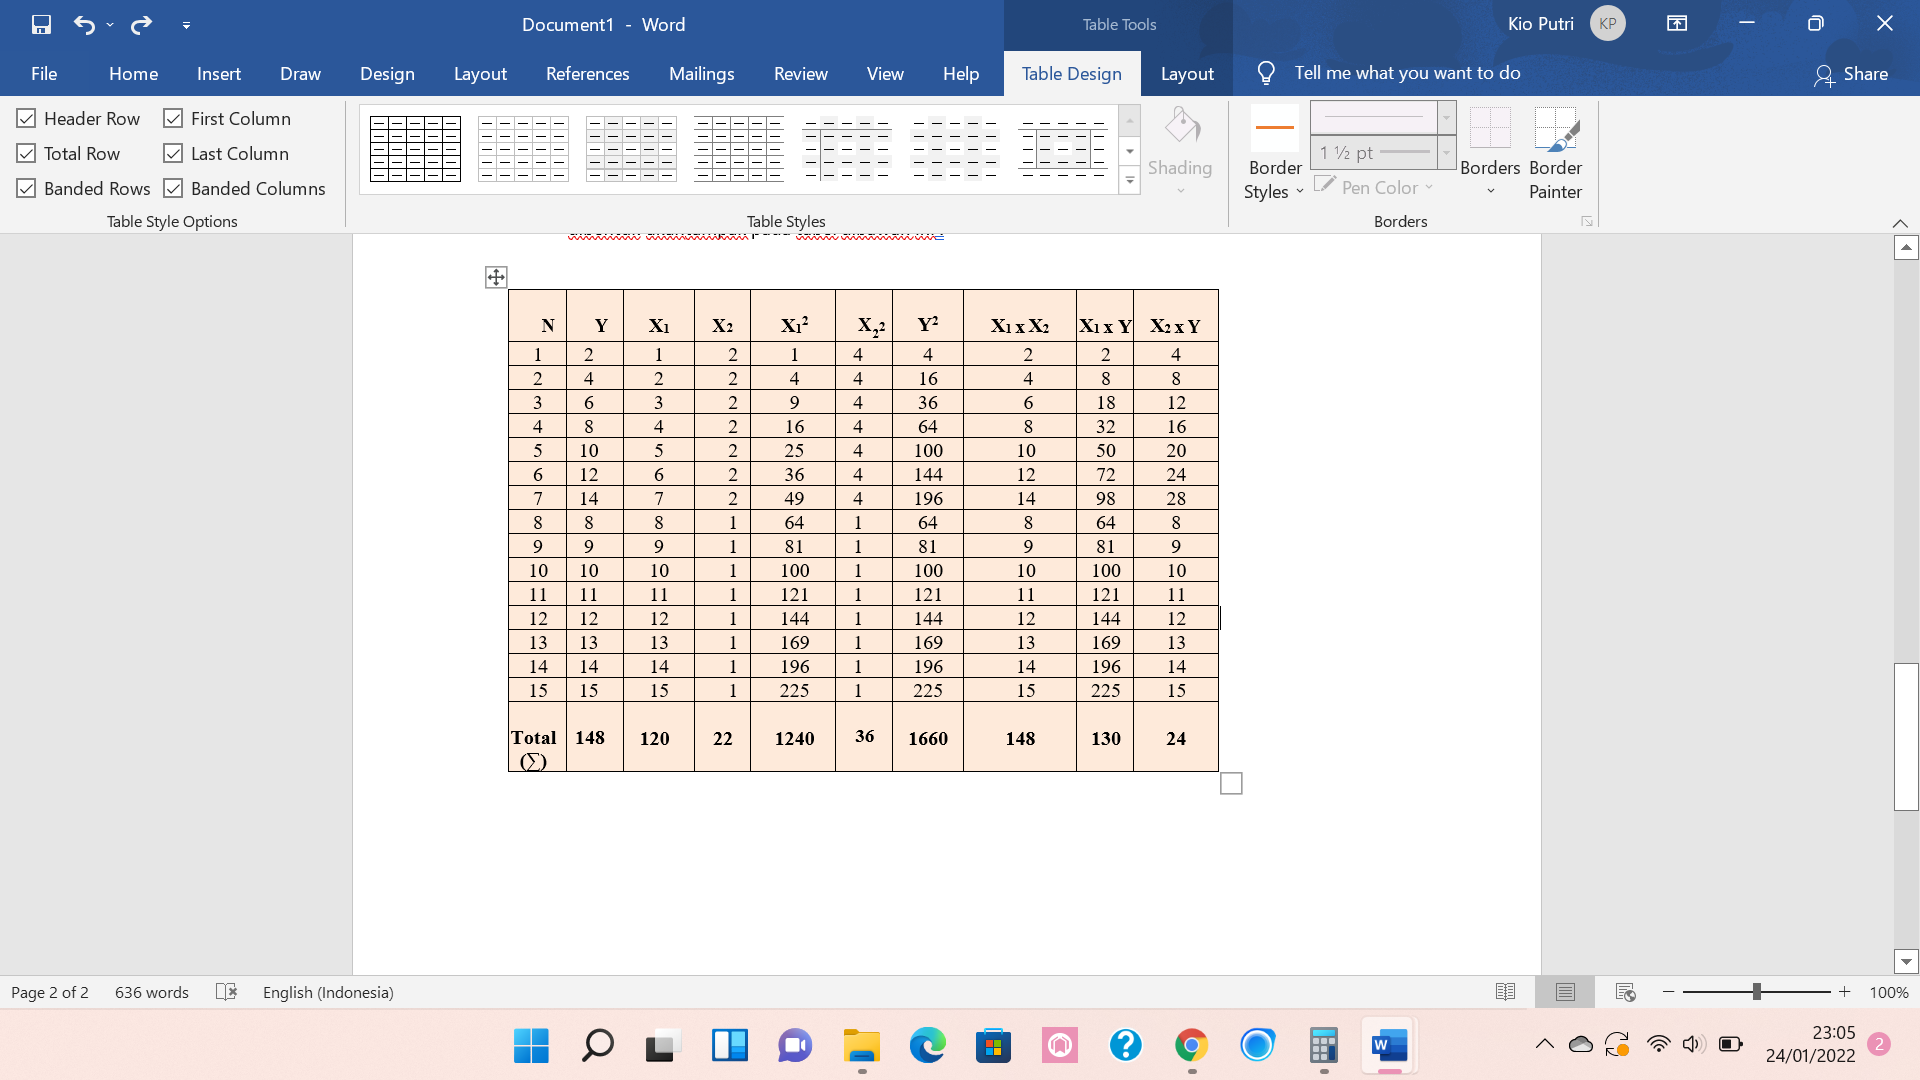 Document1 - Word
Table Tools
Kio Putri
KP
File Home Insert Draw Design Layout References Mailings Review View Help Table Design Layout Tell me what you want to do Share
Header Row First Column
Total Row Last Column
Banded Rows Banded Columns
Table Style Options
Table Styles
Shading
Border Styles
1 ½ pt
Pen Color
Borders
Border Painter
Borders
N Y X₁ X₂ X₁² X₂² Y² X₁ x X₂ X₁ x Y X₂ x Y
1 2 1 2 1 4 4 2 2 4
2 4 2 2 4 4 16 4 8 8
3 6 3 2 9 4 36 6 18 12
4 8 4 2 16 4 64 8 32 16
5 10 5 2 25 4 100 10 50 20
6 12 6 2 36 4 144 12 72 24
7 14 7 2 49 4 196 14 98 28
8 8 8 1 64 1 64 8 64 8
9 9 9 1 81 1 81 9 81 9
10 10 10 1 100 1 100 10 100 10
11 11 11 1 121 1 121 11 121 11
12 12 12 1 144 1 144 12 144 12
13 13 13 1 169 1 169 13 169 13
14 14 14 1 196 1 196 14 196 14
15 15 15 1 225 1 225 15 225 15
Total (∑) 148 120 22 1240 36 1660 148 130 24
Page 2 of 2 636 words English (Indonesia) 100%
23:05
24/01/2022
2